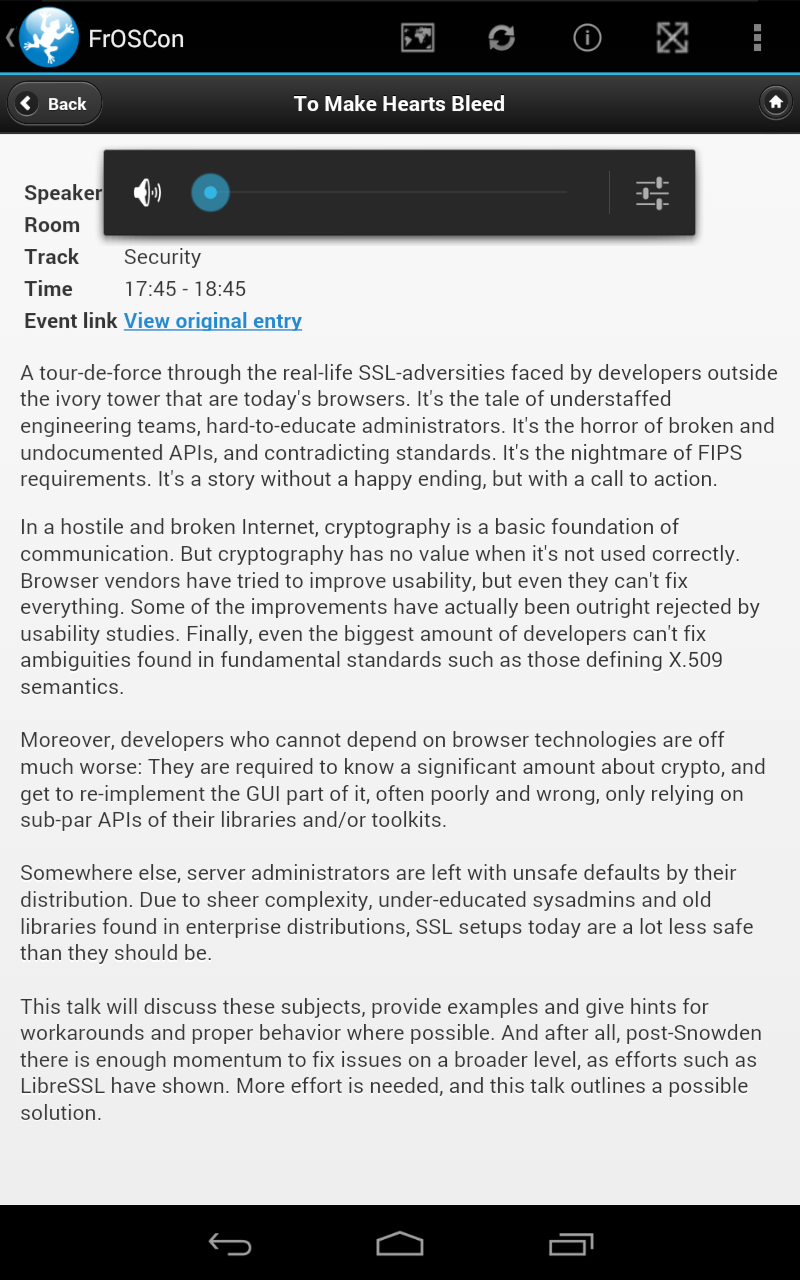 FrOSCon
Back
To Make Hearts Bleed
Speaker
Room
Track Security
Time 17:45 - 18:45
Event link View original entry
A tour-de-force through the real-life SSL-adversities faced by developers outside
the ivory tower that are today's browsers. It's the tale of understaffed
engineering teams, hard-to-educate administrators. It's the horror of broken and
undocumented APIs, and contradicting standards. It's the nightmare of FIPS
requirements. It's a story without a happy ending, but with a call to action.
In a hostile and broken Internet, cryptography is a basic foundation of
communication. But cryptography has no value when it's not used correctly.
Browser vendors have tried to improve usability, but even they can't fix
everything. Some of the improvements have actually been outright rejected by
usability studies. Finally, even the biggest amount of developers can't fix
ambiguities found in fundamental standards such as those defining X.509
semantics.
Moreover, developers who cannot depend on browser technologies are off
much worse: They are required to know a significant amount about crypto, and
get to re-implement the GUI part of it, often poorly and wrong, only relying on
sub-par APIs of their libraries and/or toolkits.
Somewhere else, server administrators are left with unsafe defaults by their
distribution. Due to sheer complexity, under-educated sysadmins and old
libraries found in enterprise distributions, SSL setups today are a lot less safe
than they should be.
This talk will discuss these subjects, provide examples and give hints for
workarounds and proper behavior where possible. And after all, post-Snowden
there is enough momentum to fix issues on a broader level, as efforts such as
LibreSSL have shown. More effort is needed, and this talk outlines a possible
solution.